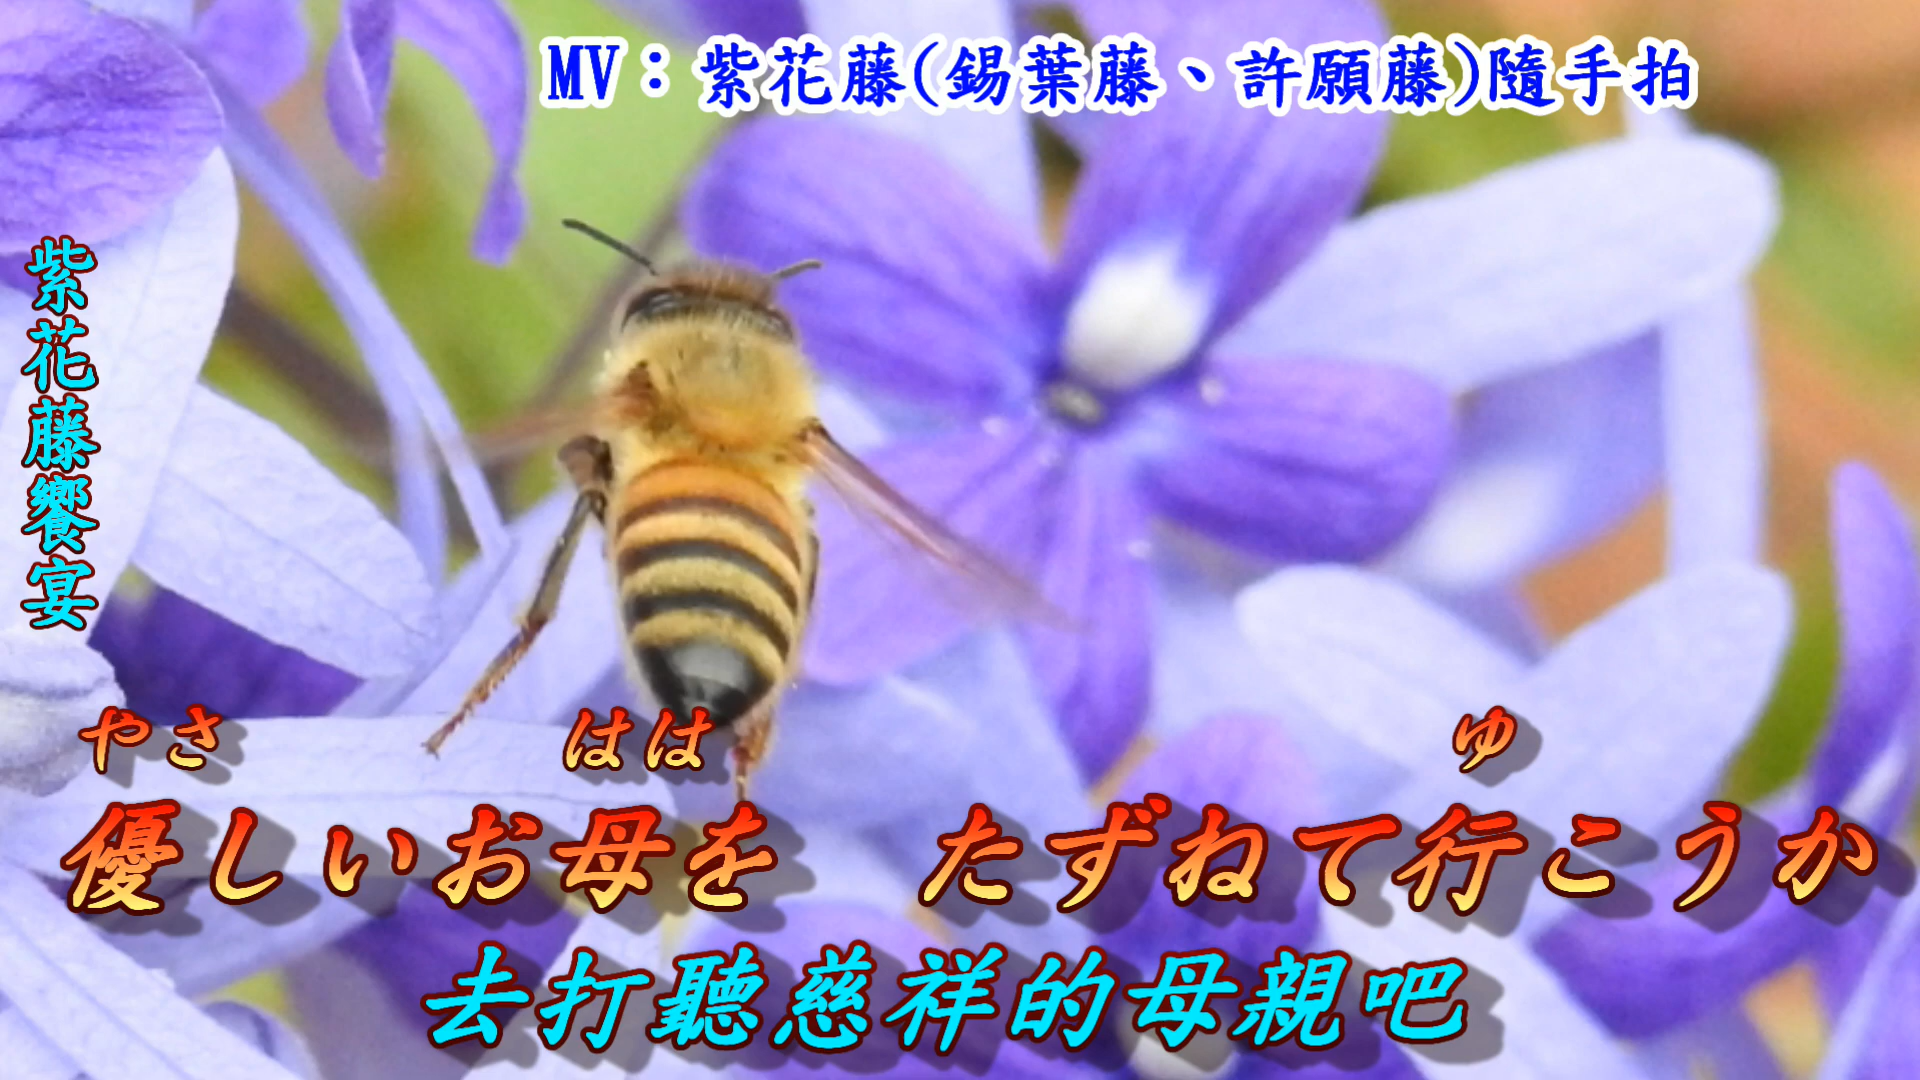 MV：紫花藤(錫葉藤、許願藤)隨手拍
紫花藤饗宴
やさ はは ゆ
優しいお母を　たずねて行こうか
去打聽慈祥的母親吧